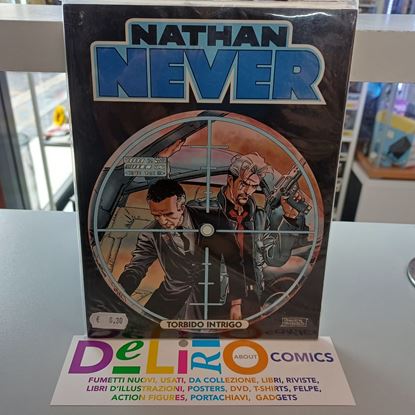 NATHAN
NEVER
TORBIDO INTRIGO
€ 6,20
DeLiRiO ABOUT COMICS
FUMETTI NUOVI, USATI, DA COLLEZIONE, LIBRI, RIVISTE,
LIBRI D'ILLUSTRAZIONI, POSTERS, DVD, T-SHIRTS, FELPE,
ACTION FIGURES, PORTACHIAVI, GADGETS